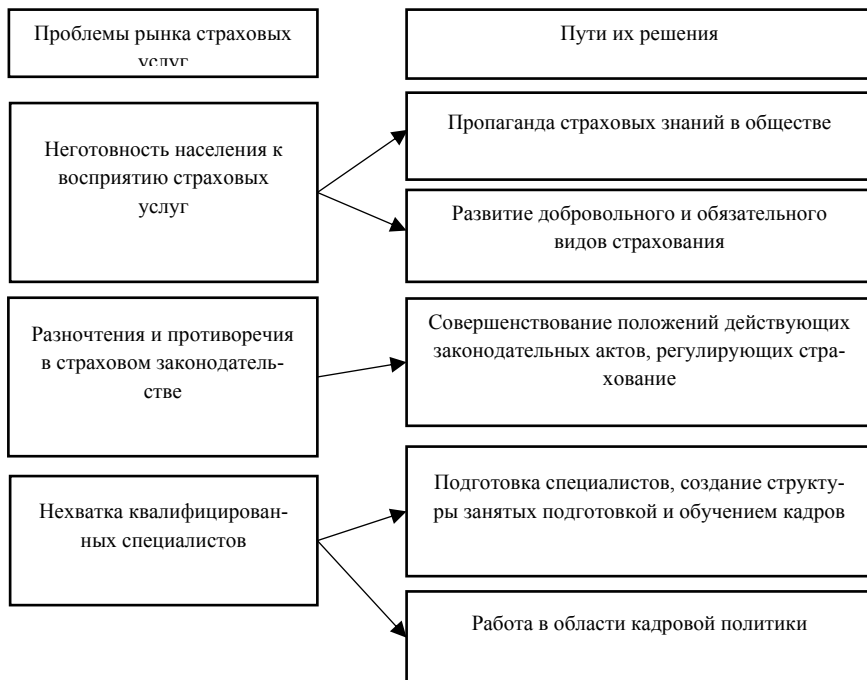 Проблемы рынка страховых
услуг
Пути их решения
Неготовность населения к
восприятию страховых
услуг
Пропаганда страховых знаний в обществе
Развитие добровольного и обязательного
видов страхования
Разночтения и противоречия
в страховом законодатель-
стве
Совершенствование положений действующих
законодательных актов, регулирующих стра-
хование
Нехватка квалифицирован-
ных специалистов
Подготовка специалистов, создание структу-
ры занятых подготовкой и обучением кадров
Работа в области кадровой политики